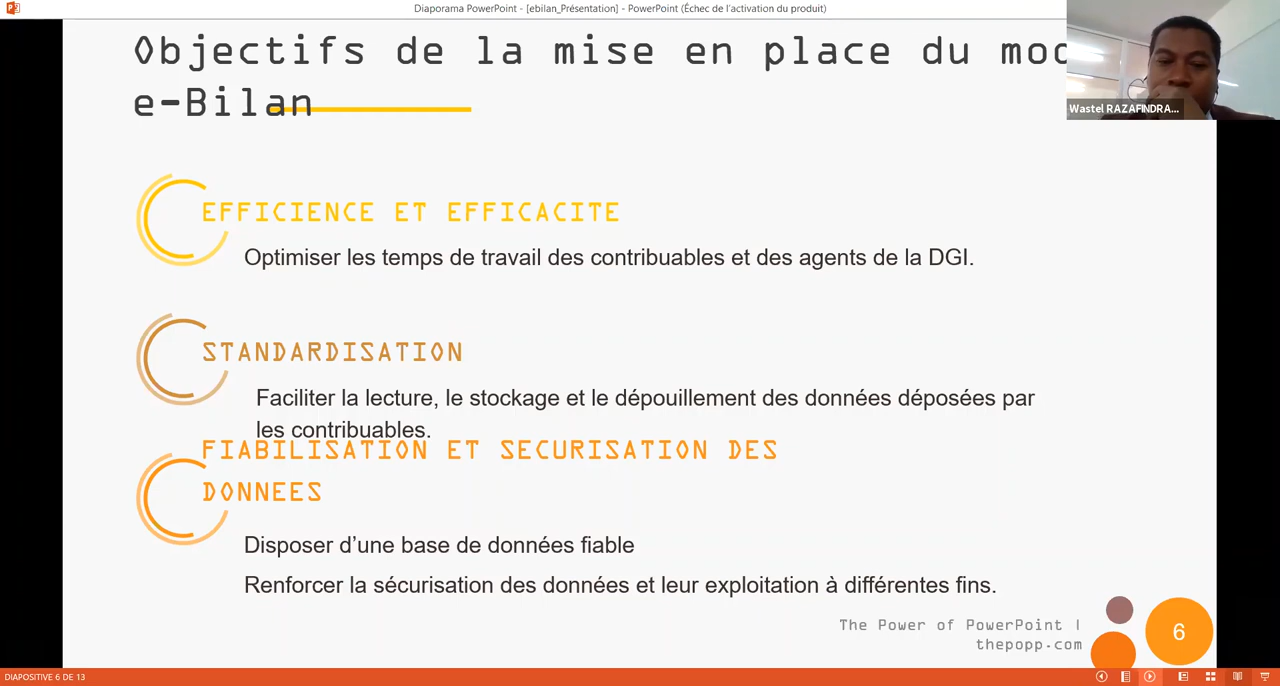 Diaporama PowerPoint - [ebilan_Présentation] - PowerPoint (Échec de l'activation du produit)
Objectifs de la mise en place du
e-Bilan
Wastel RAZAFINDRA...
EFFICIENCE ET EFFICACITE
Optimiser les temps de travail des contribuables et des agents de la DGI.
STANDARDISATION
Faciliter la lecture, le stockage et le dépouillement des données déposées par
les contribuables.
FIABILISATION ET SECURISATION DES
DONNEES
Disposer d’une base de données fiable
Renforcer la sécurisation des données et leur exploitation à différentes fins.
The Power of PowerPoint |
thepopp.com
6
DIAPOSITIVE 6 DE 13